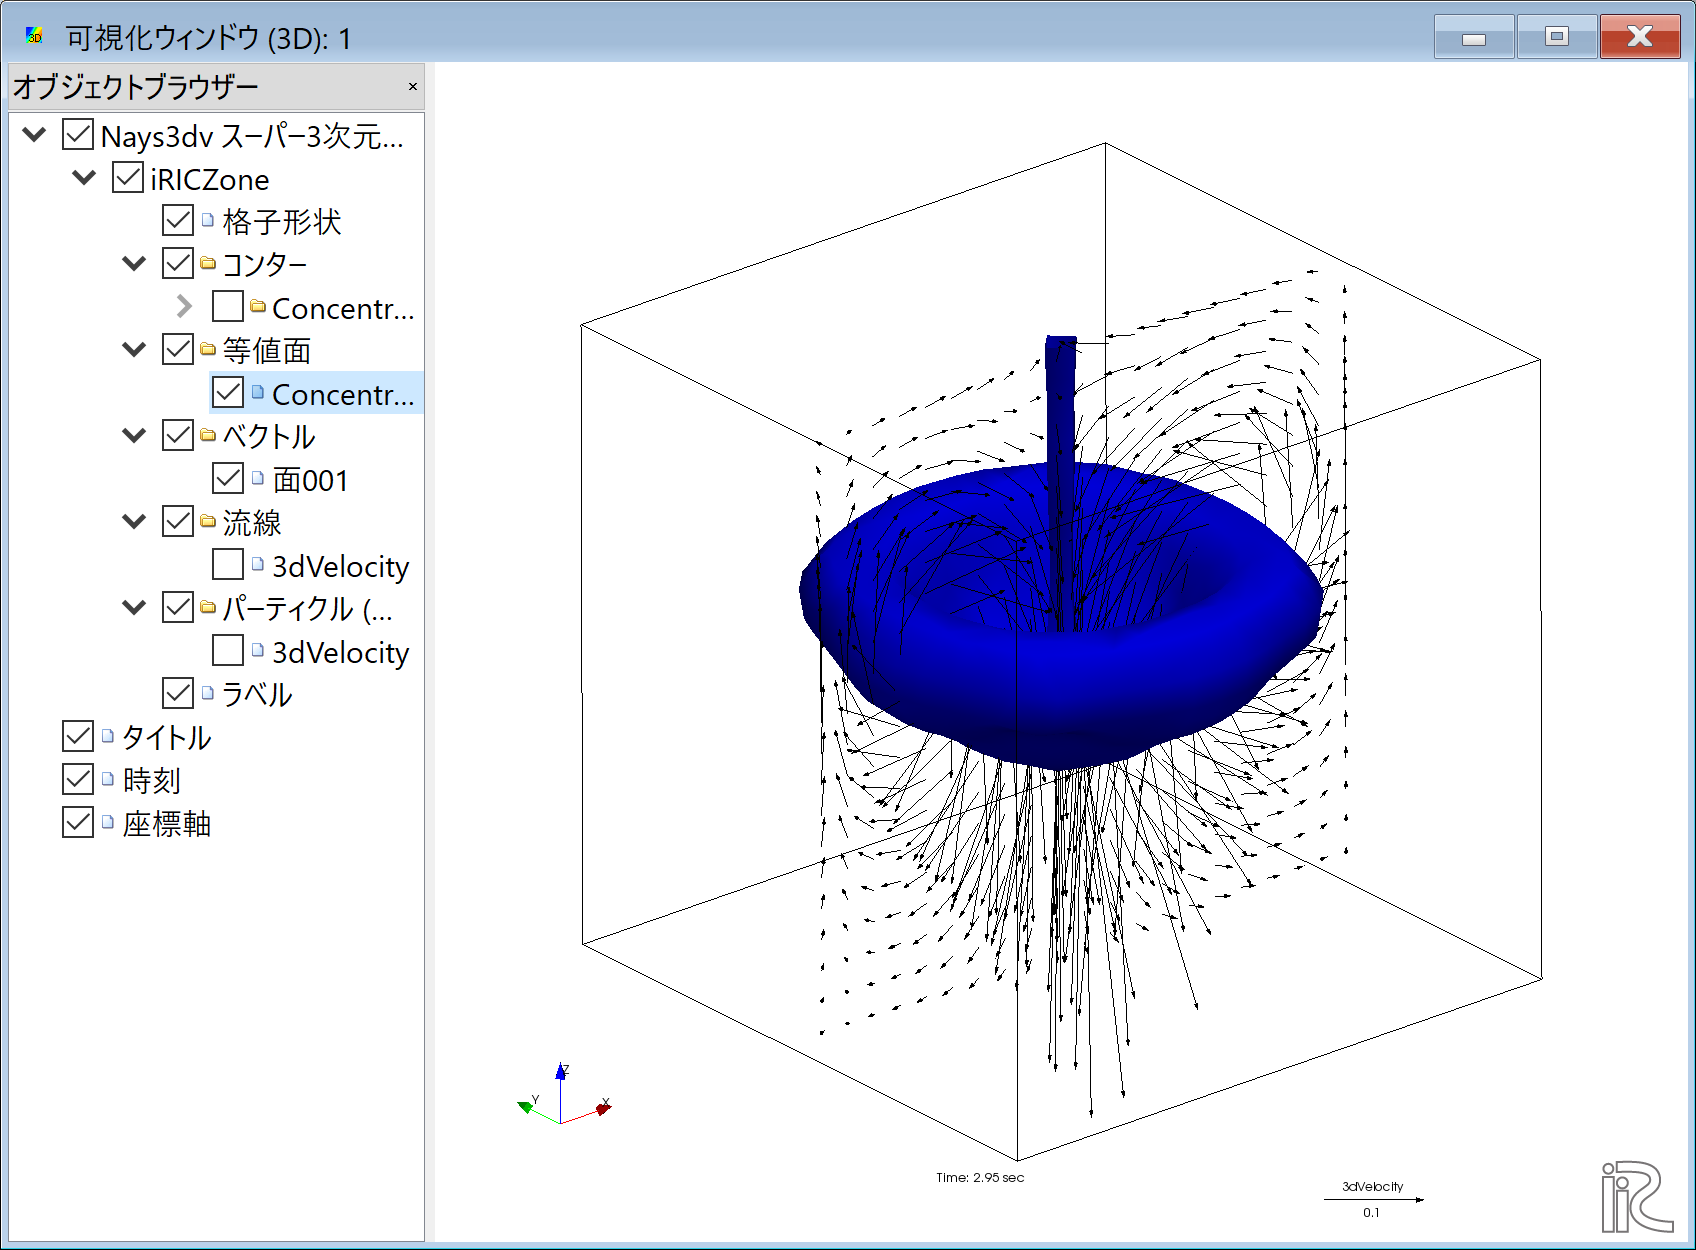 可視化ウィンドウ (3D): 1
オブジェクトブラウザー
Nays3dv スーパー3次元...
iRICZone
格子形状
コンター
Concentr...
等値面
Concentr...
ベクトル
面001
流線
3dVelocity
パーティクル (...
3dVelocity
ラベル
タイトル
時刻
座標軸
Z
Y
X
Time: 2.95 sec
3dVelocity
0.1
iRIC